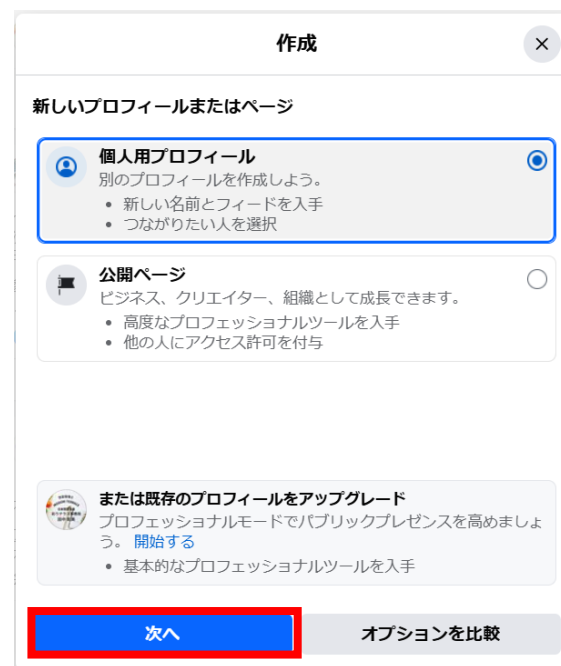 作成
新しいプロフィールまたはページ
個人用プロフィール
別のプロフィールを作成しよう。
• 新しい名前とフィードを入手
• つながりたい人を選択
公開ページ
ビジネス、クリエイター、組織として成長できます。
• 高度なプロフェッショナルツールを入手
• 他の人にアクセス許可を付与
または既存のプロフィールをアップグレード
プロフェッショナルモードでパブリックプレゼンスを高めましょ
う。 開始する
• 基本的なプロフェッショナルツールを入手
次へ
オプションを比較